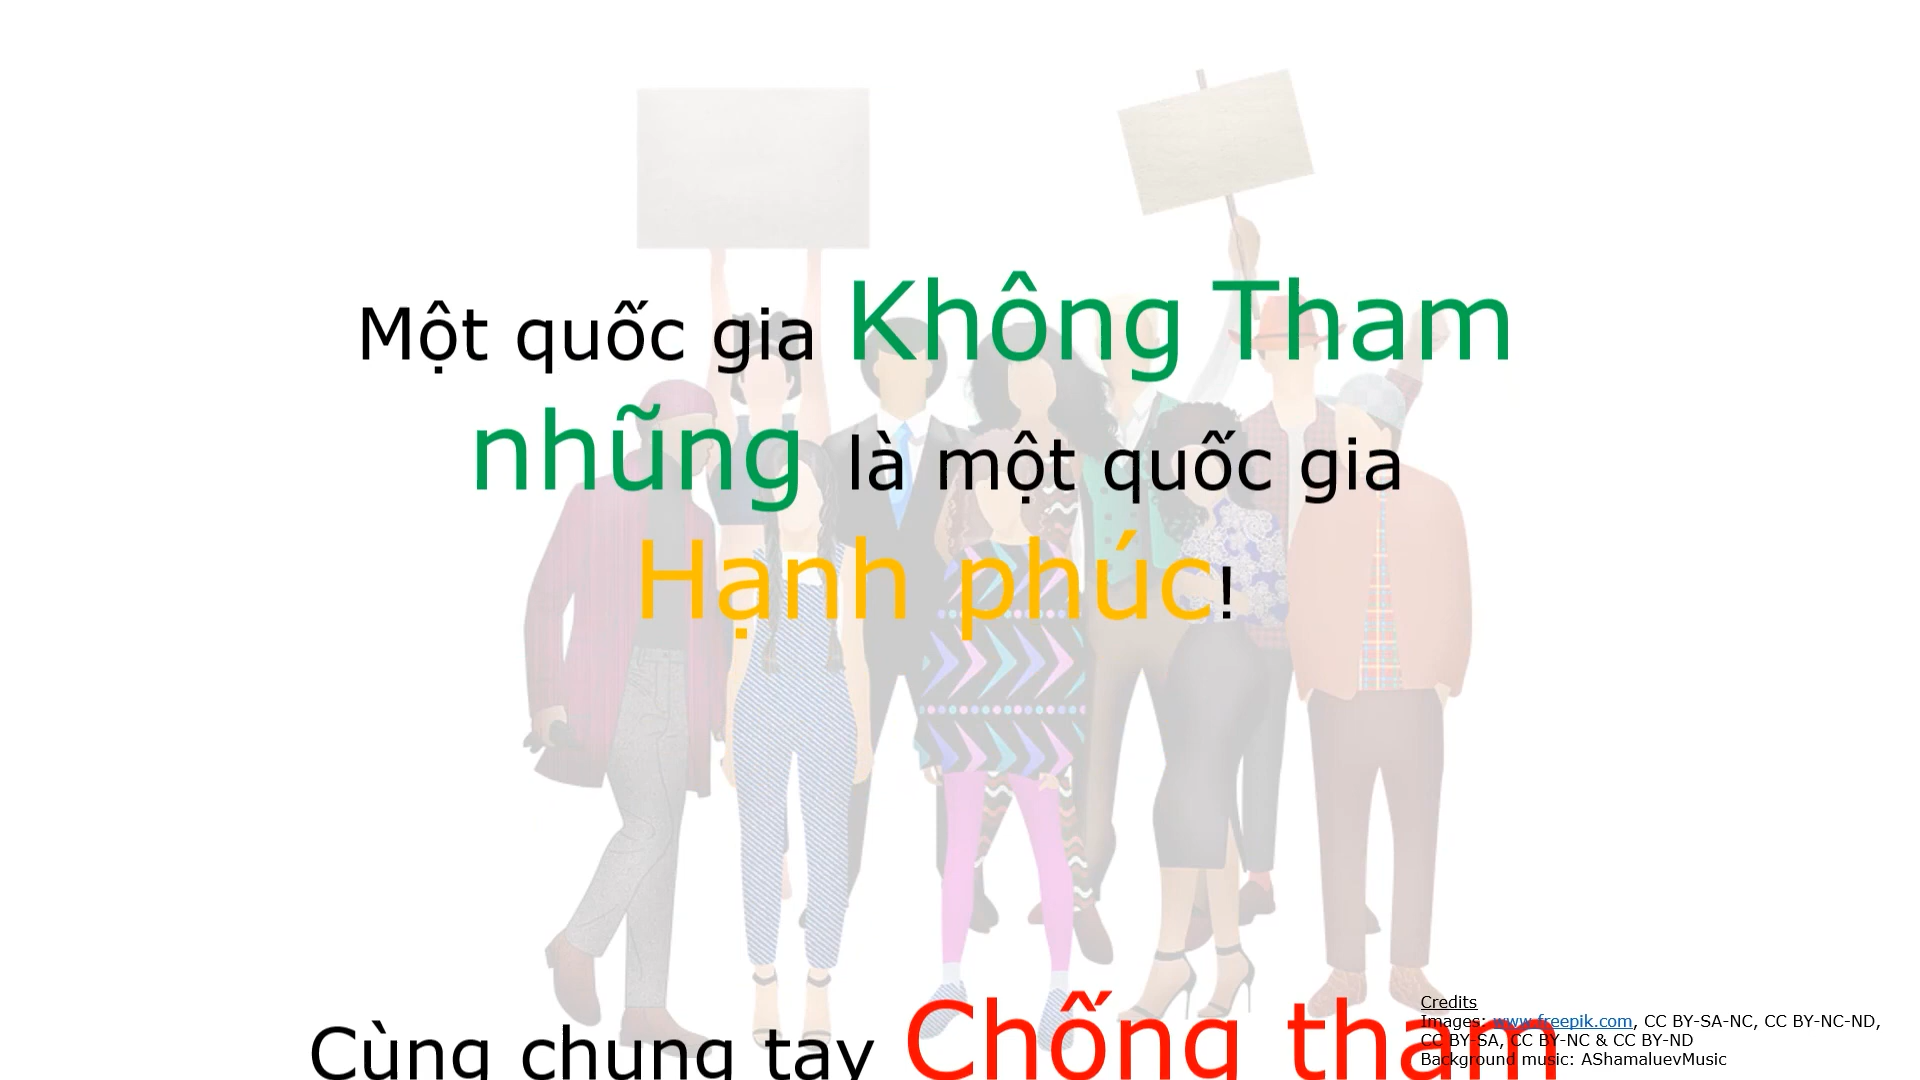 Một quốc gia Không Tham
nhũng là một quốc gia
Hạnh phúc!
Cùng chung tay Chống tham
Credits
Images: www.freepik.com, CC BY-SA-NC, CC BY-NC-ND,
CC BY-SA, CC BY-NC & CC BY-ND
Background music: AShamaluevMusic